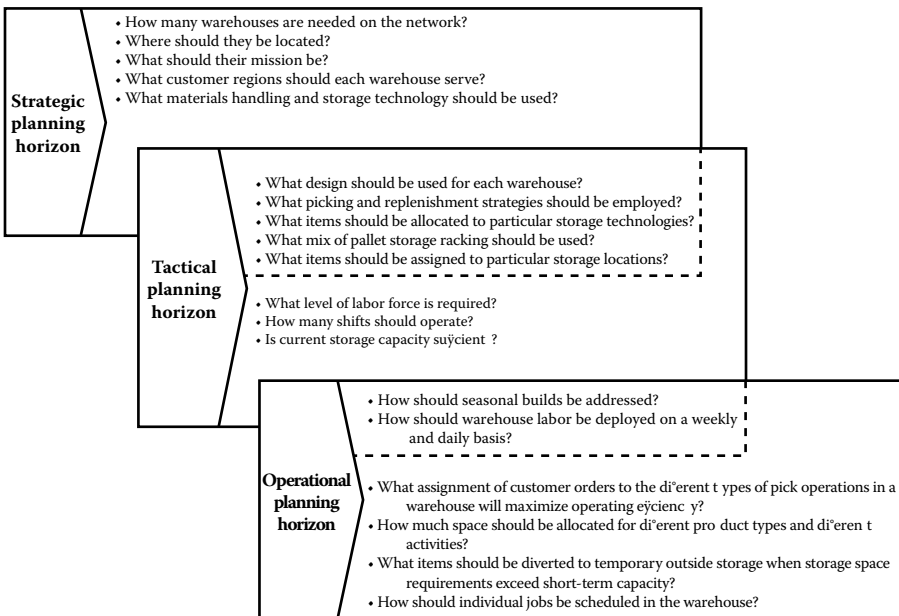 • How many warehouses are needed on the network?
• Where should they be located?
• What should their mission be?
• What customer regions should each warehouse serve?
• What materials handling and storage technology should be used?
Strategic
planning
horizon
• What design should be used for each warehouse?
• What picking and replenishment strategies should be employed?
• What items should be allocated to particular storage technologies?
• What mix of pallet storage racking should be used?
• What items should be assigned to particular storage locations?
Tactical
planning
horizon
• What level of labor force is required?
• How many shifts should operate?
• Is current storage capacity suÿcient ?
• How should seasonal builds be addressed?
• How should warehouse labor be deployed on a weekly
and daily basis?
Operational
planning
horizon
• What assignment of customer orders to the di°erent t ypes of pick operations in a
warehouse will maximize operating eÿcienc y?
• How much space should be allocated for di°erent pro duct types and di°eren t
activities?
• What items should be diverted to temporary outside storage when storage space
requirements exceed short-term capacity?
• How should individual jobs be scheduled in the warehouse?